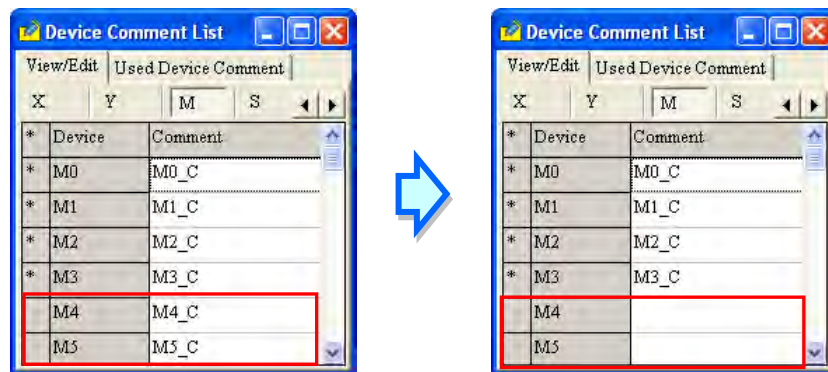 Device Comment List
View/Edit Used Device Comment
X Y M S
* Device Comment
* M0 M0_C
* M1 M1_C
* M2 M2_C
* M3 M3_C
M4 M4_C
M5 M5_C
Device Comment List
View/Edit Used Device Comment
X Y M S
* Device Comment
* M0 M0_C
* M1 M1_C
* M2 M2_C
* M3 M3_C
M4
M5